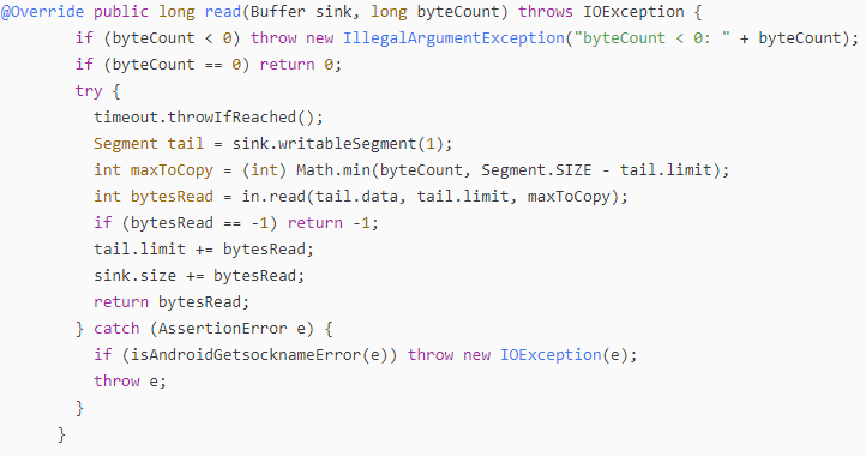 @Override public long read(Buffer sink, long byteCount) throws IOException {
if (byteCount < 0) throw new IllegalArgumentException("byteCount < 0: " + byteCount);
if (byteCount == 0) return 0;
try {
timeout.throwIfReached();
Segment tail = sink.writableSegment(1);
int maxToCopy = (int) Math.min(byteCount, Segment.SIZE - tail.limit);
int bytesRead = in.read(tail.data, tail.limit, maxToCopy);
if (bytesRead == -1) return -1;
tail.limit += bytesRead;
sink.size += bytesRead;
return bytesRead;
} catch (AssertionError e) {
if (isAndroidGetsocknameError(e)) throw new IOException(e);
throw e;
}
}